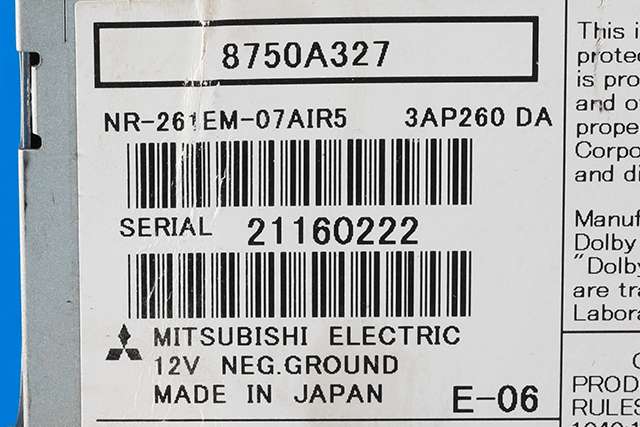 8750A327
NR-261EM-07AIR5 3AP260 DA
SERIAL 21160222
MITSUBISHI ELECTRIC
12V NEG.GROUND
MADE IN JAPAN
E-06
This i
protec
is pro
and o
prope
Corpo
and di
Manuf
Dolby
"Dolby
are tra
Labora
PROD
RULES